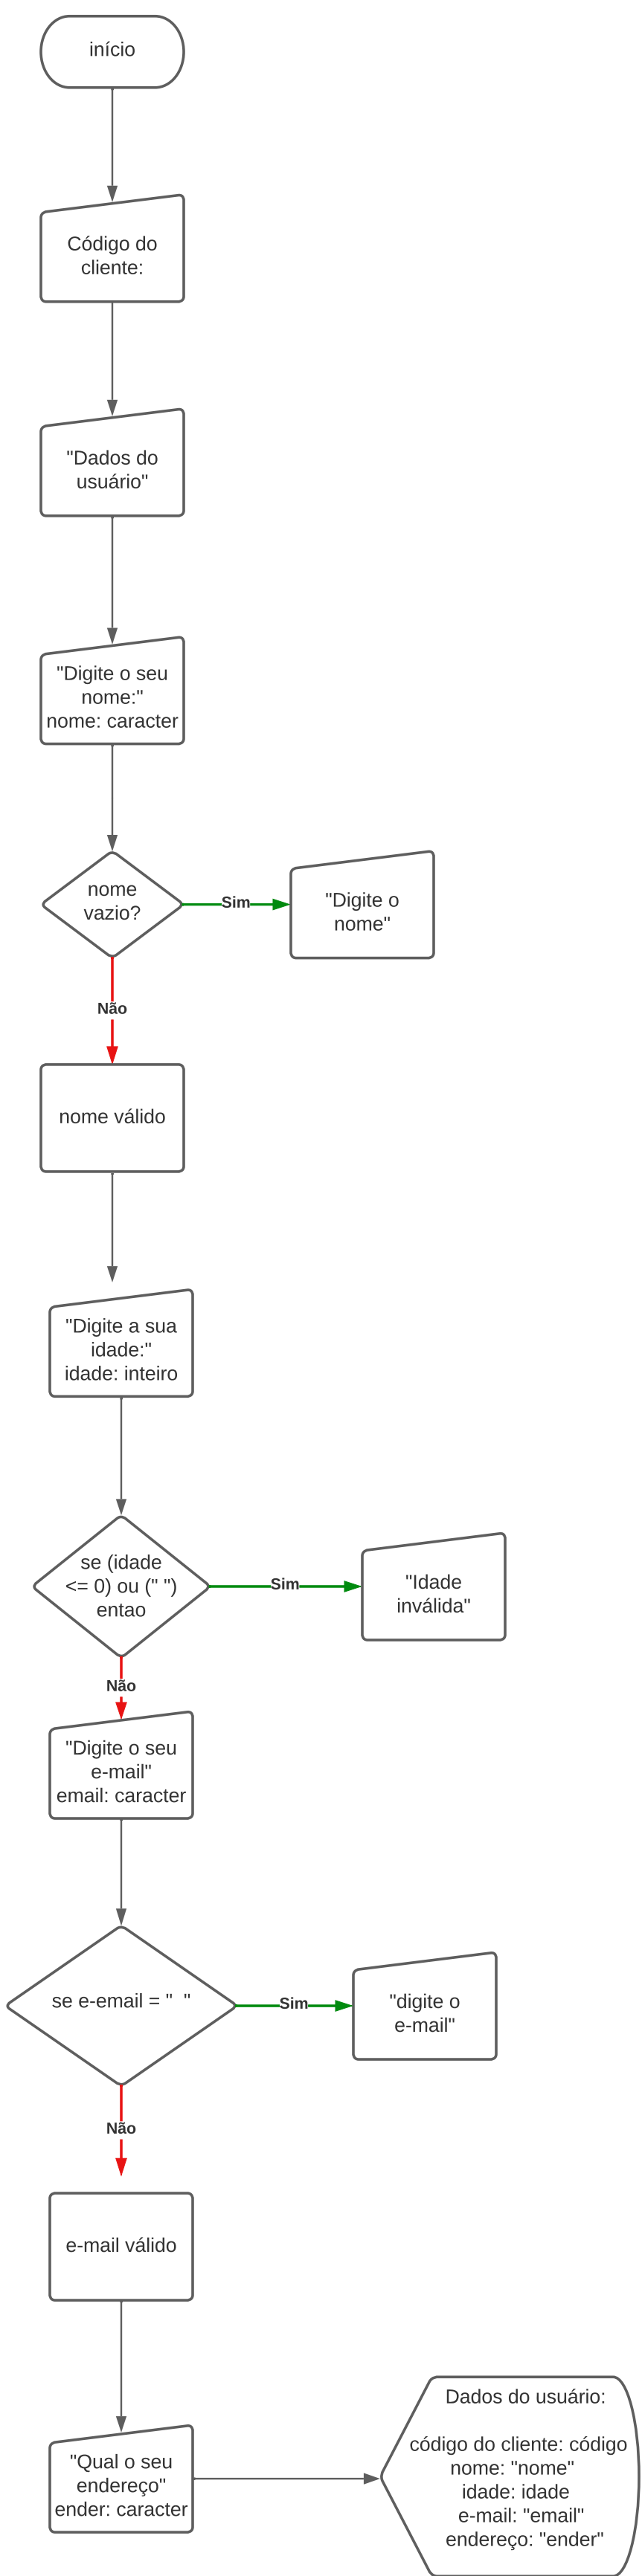 início
Código do
cliente:
"Dados do
usuário"
"Digite o seu
nome:"
nome: caracter
nome
vazio?
Sim
"Digite o
nome"
Não
nome válido
"Digite a sua
idade:"
idade: inteiro
se (idade
<= 0) ou (" ")
entao
Sim
"Idade
inválida"
Não
"Digite o seu
e-mail"
email: caracter
se e-email = "  "
Sim
"digite o
e-mail"
Não
e-mail válido
"Qual o seu
endereço"
ender: caracter
Dados do usuário:
código do cliente: código
nome: "nome"
idade: idade
e-mail: "email"
endereço: "ender"